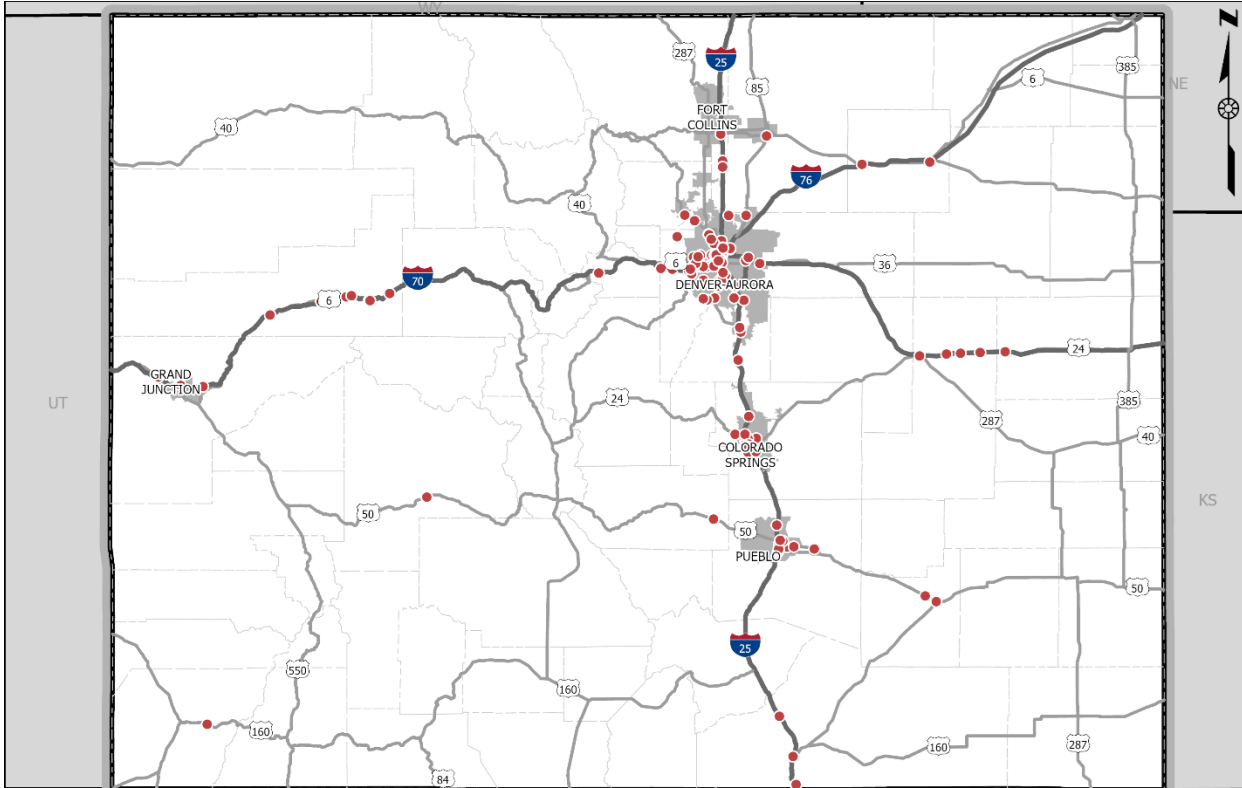 WY
N
287
25
385
6
NE
85
FORT
COLLINS
40
76
40
6
36
70
DENVER-AURORA
6
24
GRAND
JUNCTION
UT
24
385
287
40
COLORADO
SPRINGS
KS
50
50
PUEBLO
50
25
550
160
160
160
287
84